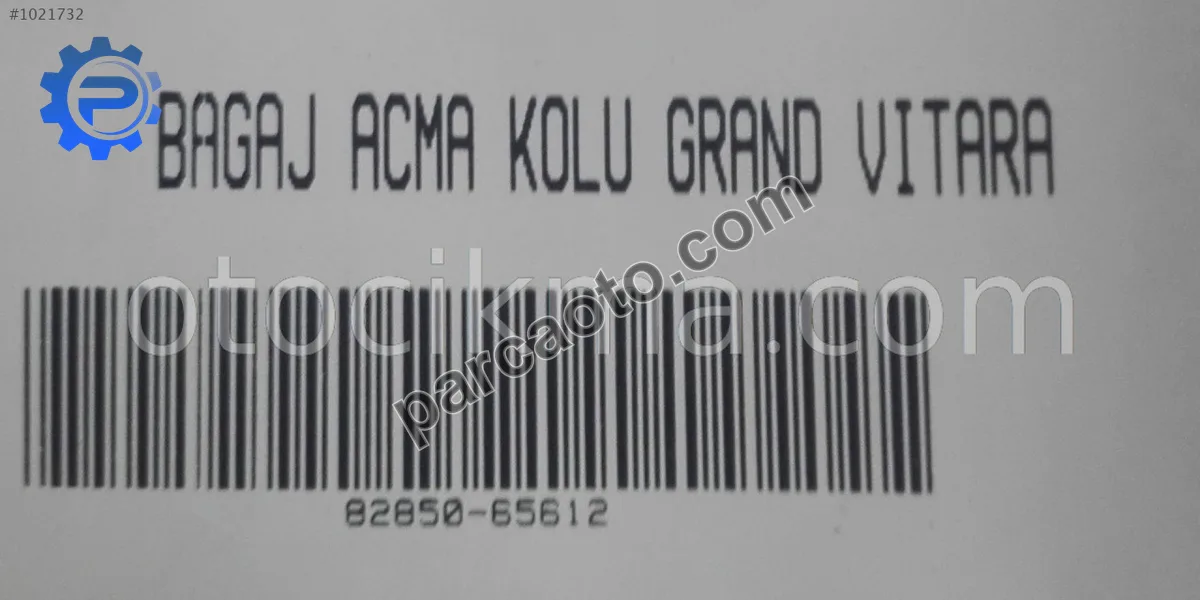 #1021732
BAGAJ ACMA KOLU GRAND VITARA
otocikma.com
parcaoto.com
82850-65612